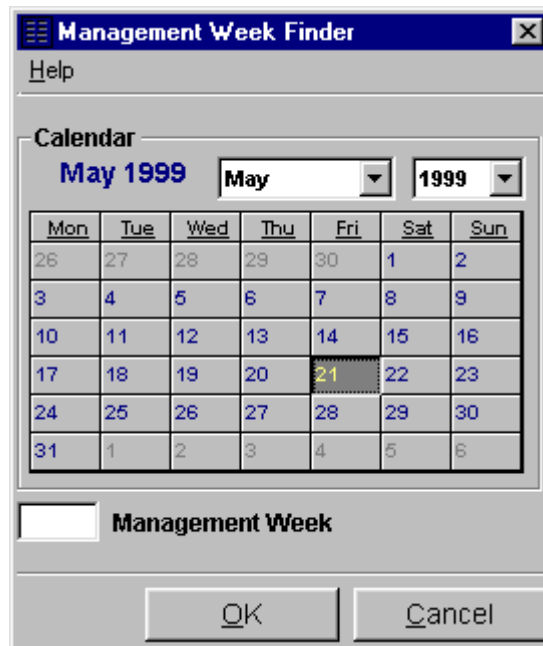 Management Week Finder
Help
Calendar
May 1999 May 1999
Mon Tue Wed Thu Fri Sat Sun
26 27 28 29 30 1 2
3 4 5 6 7 8 9
10 11 12 13 14 15 16
17 18 19 20 21 22 23
24 25 26 27 28 29 30
31 1 2 3 4 5 6
Management Week
OK Cancel